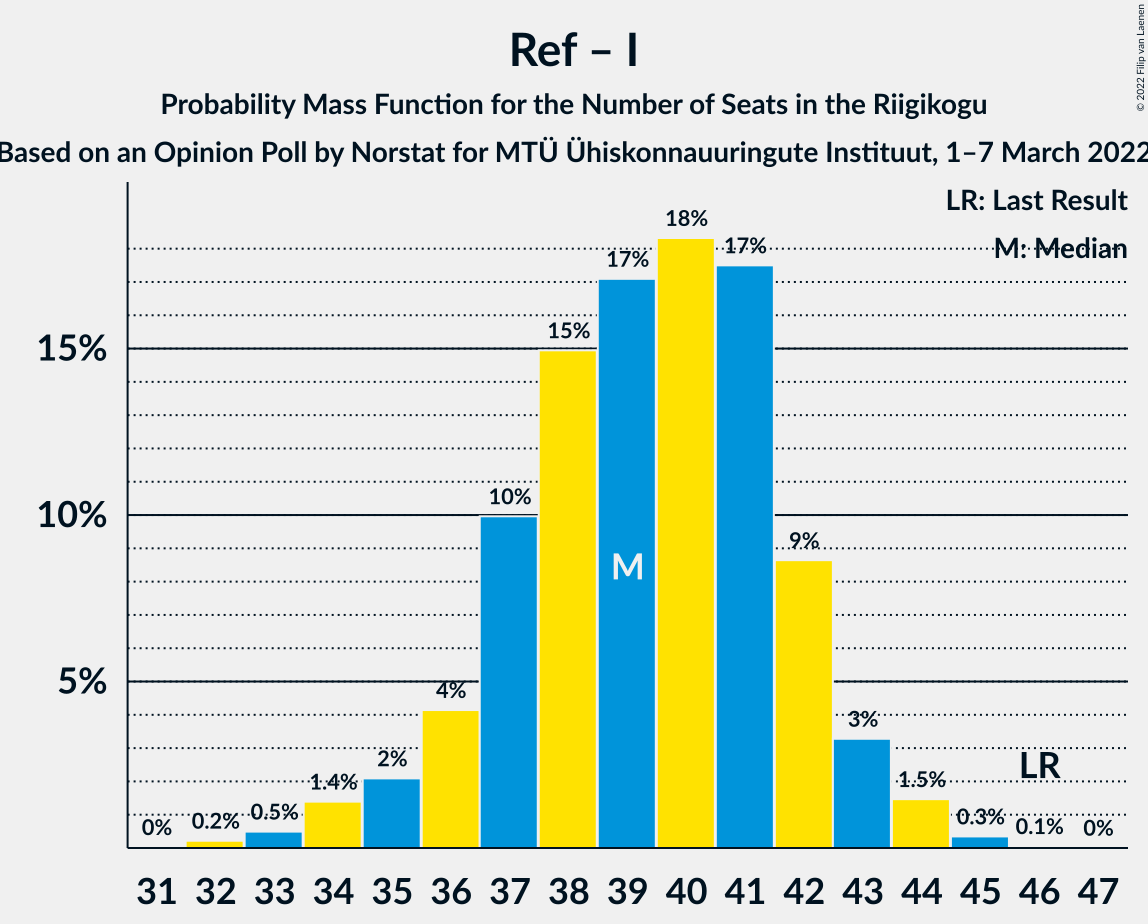 Ref – I
Probability Mass Function for the Number of Seats in the Riigikogu
Based on an Opinion Poll by Norstat for MTÜ Ühiskonnauuringute Instituut, 1–7 March 2022
© 2022 Filip van Laenen
LR: Last Result
M: Median
15%
10%
5%
0%
0.2%
0.5%
1.4%
2%
4%
10%
15%
17%
18%
17%
9%
3%
1.5%
0.3%
0.1%
0%
M
LR
31 32 33 34 35 36 37 38 39 40 41 42 43 44 45 46 47